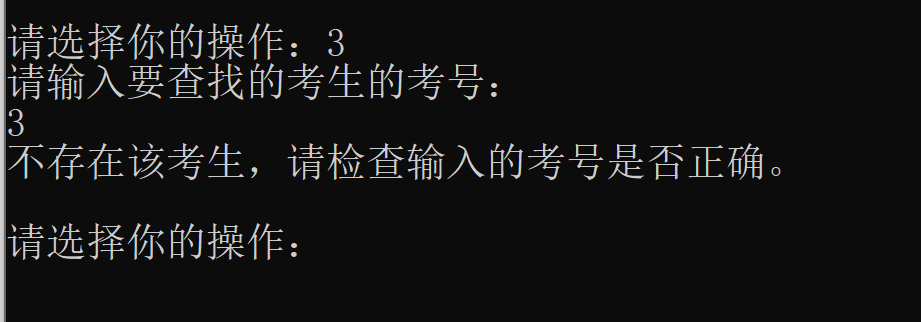 请选择你的操作：3
请输入要查找的考生的考号：
3
不存在该考生，请检查输入的考号是否正确。
请选择你的操作：